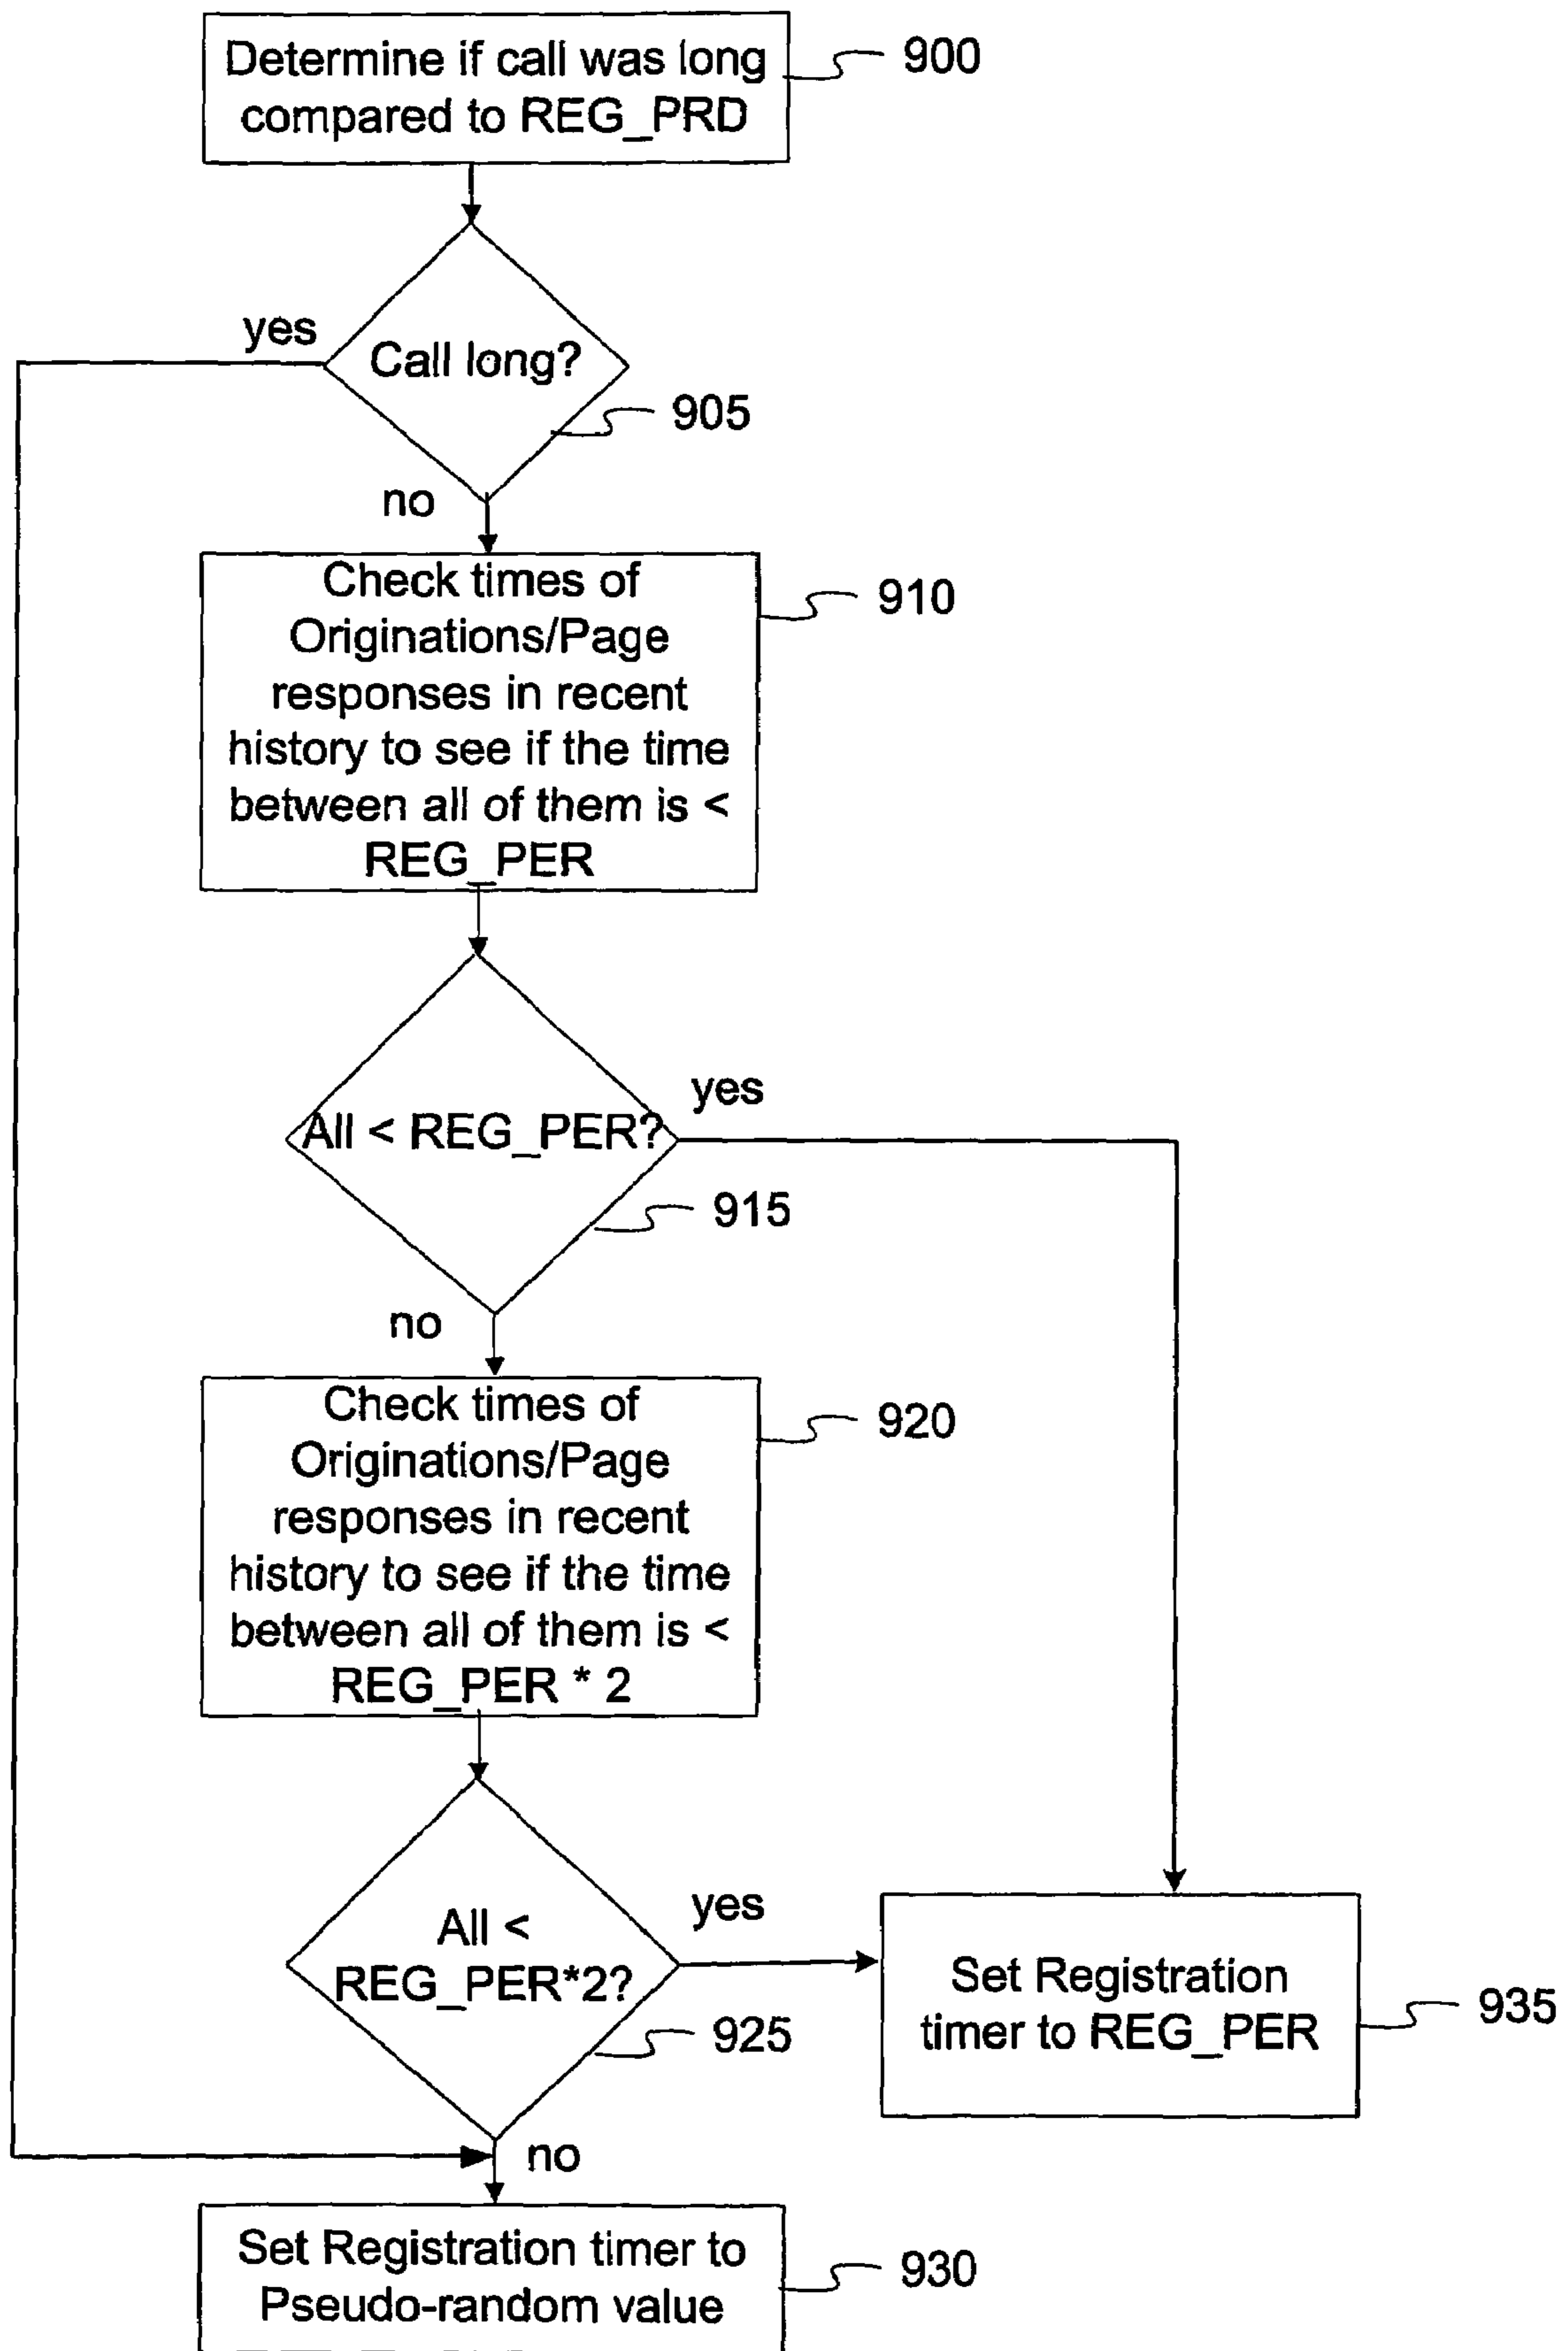 Determine if call was long
compared to REG_PRD
900
yes
Call long?
905
no
Check times of
Originations/Page
responses in recent
history to see if the time
between all of them is <
REG_PER
910
All < REG_PER?
yes
915
no
Check times of
Originations/Page
responses in recent
history to see if the time
between all of them is <
REG_PER * 2
920
All <
REG_PER*2?
yes
925
Set Registration
timer to REG_PER
935
no
Set Registration timer to
Pseudo-random value
930